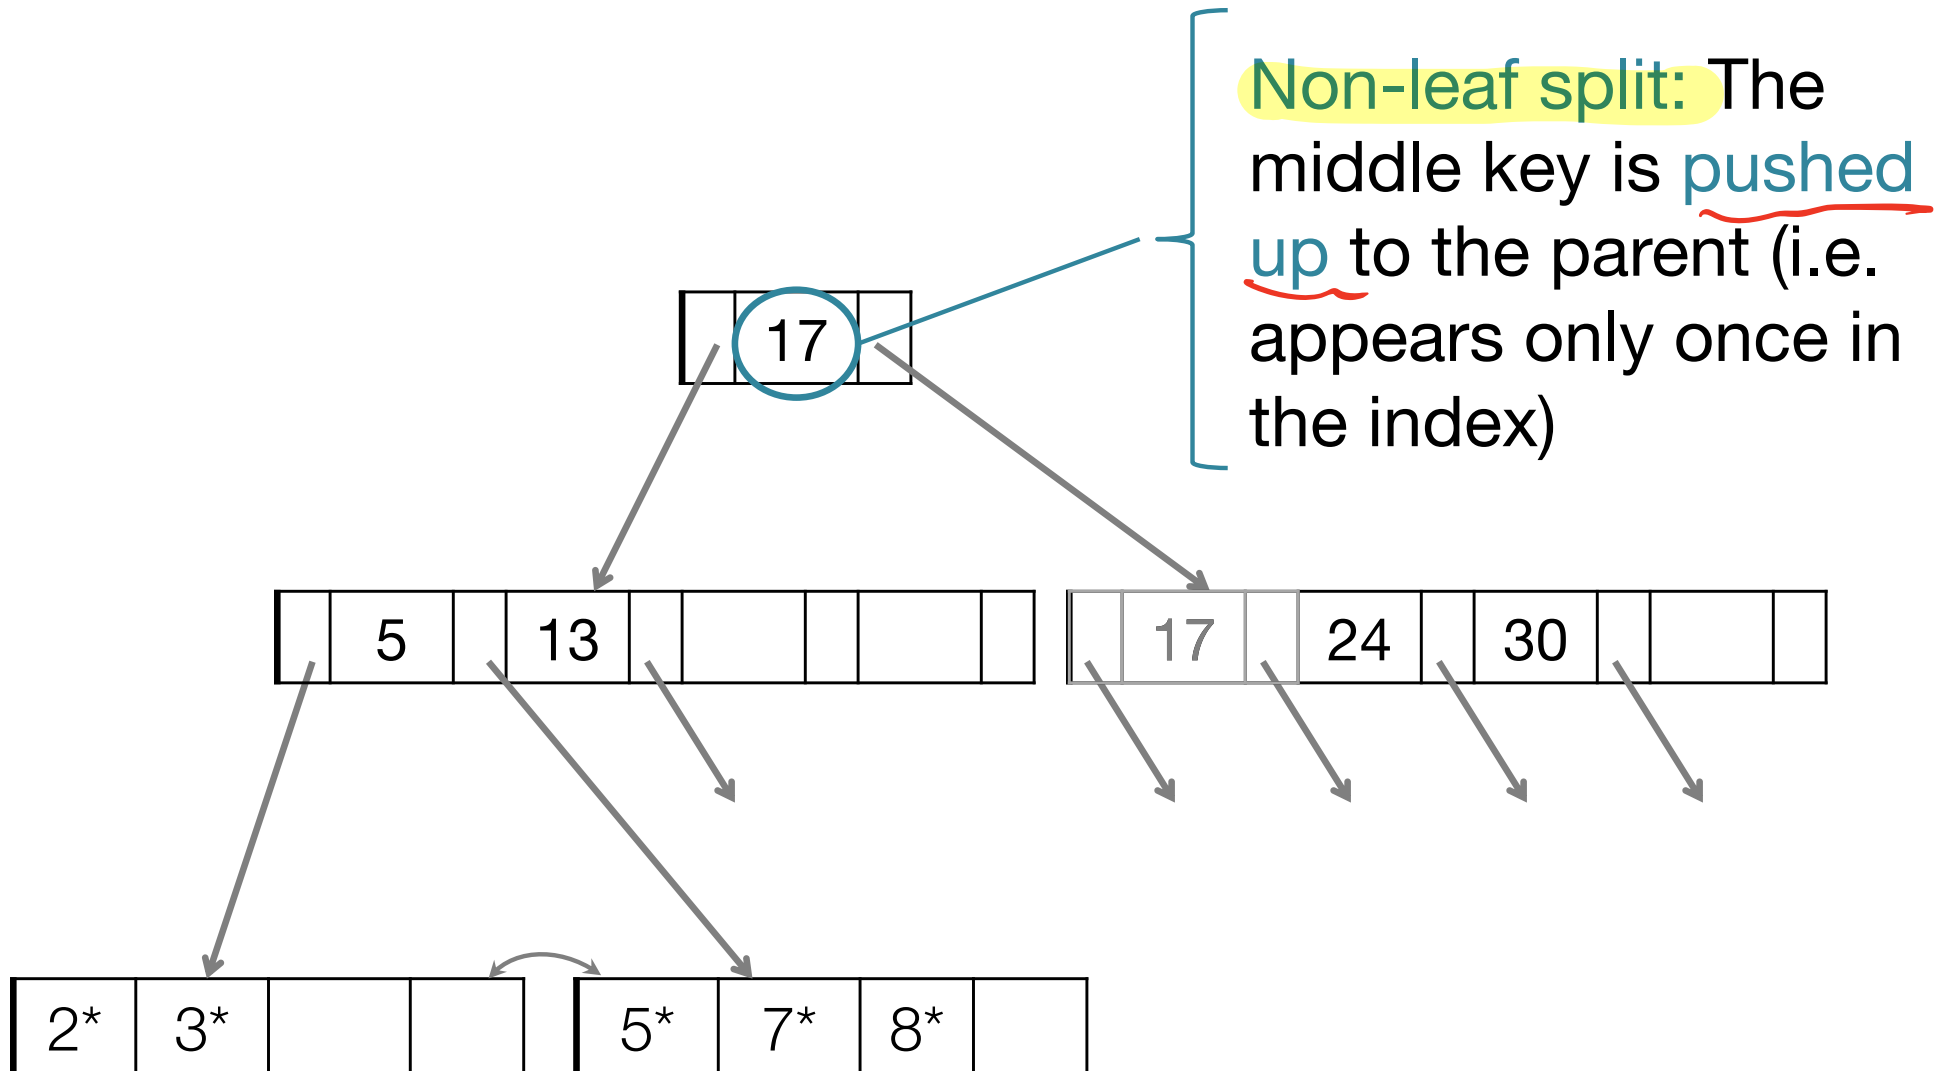 Non-leaf split: The
middle key is pushed
up to the parent (i.e.
appears only once in
the index)
17
5 13
17 24 30
2* 3*
5* 7* 8*